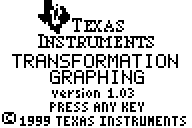 TEXAS
INSTRUMENTS
TRANSFORMATION
GRAPHING
version 1.03
PRESS ANY KEY
© 1999 TEXAS INSTRUMENTS